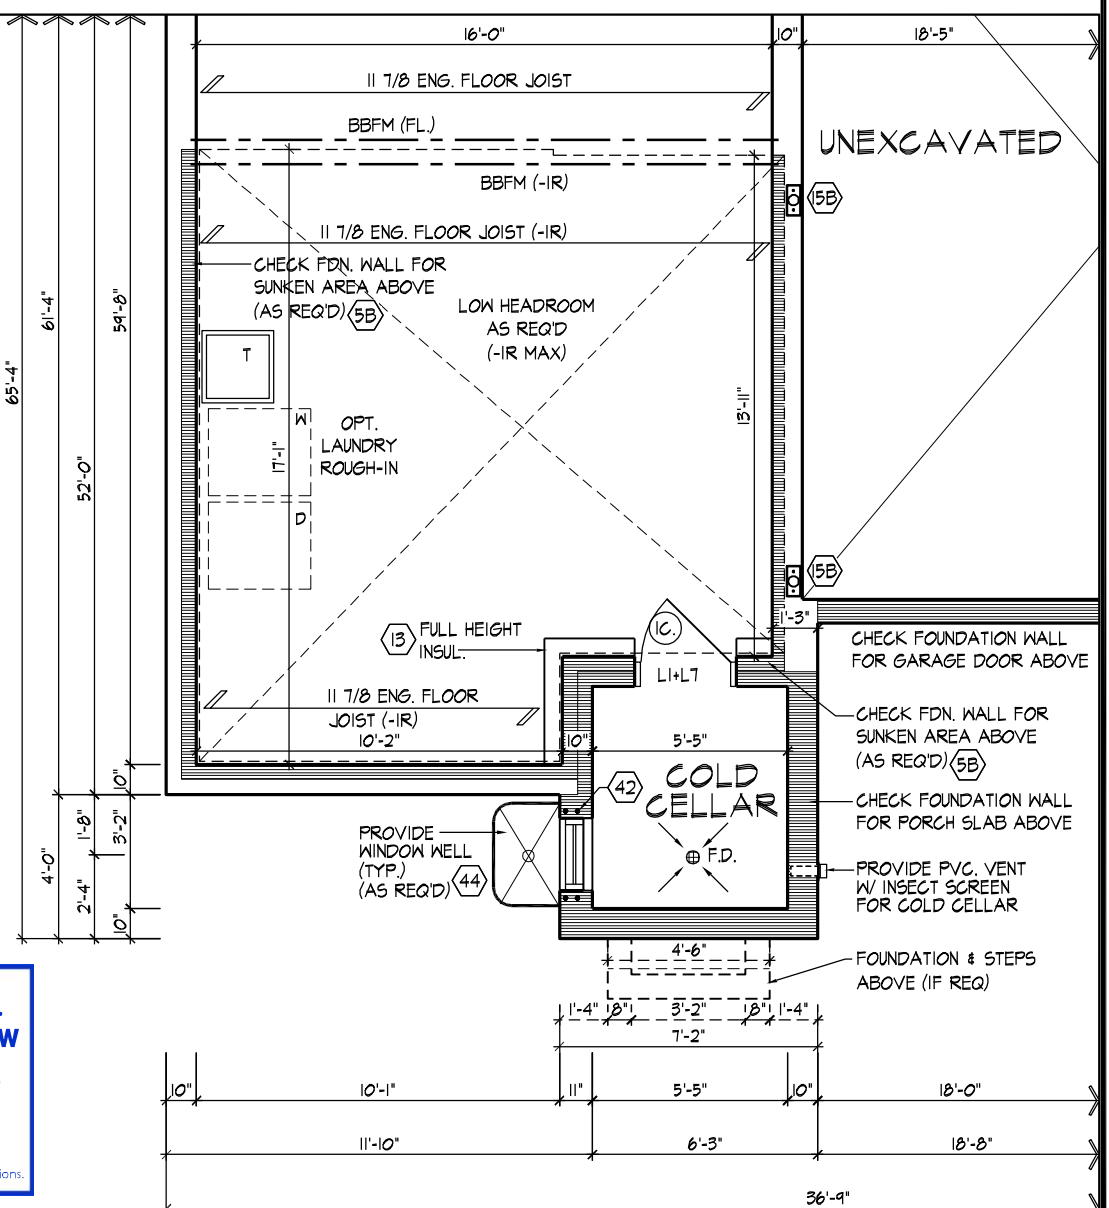 16'-0"
10"
18'-5"
11 7/8 ENG. FLOOR JOIST
BBFM (FL.)
UNEXCAVATED
BBFM (-1R)
15B
11 7/8 ENG. FLOOR JOIST (-1R)
CHECK FDN. WALL FOR
SUNKEN AREA ABOVE
(AS REQ'D) 5B
LOW HEADROOM
AS REQ'D
(-1R MAX)
61'-4"
59'-8"
65'-4"
52'-0"
T
W
OPT.
LAUNDRY
ROUGH-IN
17'-1"
13'-11"
D
15B
1'-3"
13 FULL HEIGHT
INSUL.
1C.
L1+L7
CHECK FOUNDATION WALL
FOR GARAGE DOOR ABOVE
11 7/8 ENG. FLOOR
JOIST (-1R)
10'-2"
10"
5'-5"
CHECK FDN. WALL FOR
SUNKEN AREA ABOVE
(AS REQ'D) 5B
COLD
CELLAR
42
CHECK FOUNDATION WALL
FOR PORCH SLAB ABOVE
10"
1'-8"
3'-2"
4'-0"
2'-4"
10"
PROVIDE
WINDOW WELL
(TYP.)
(AS REQ'D) 44
F.D.
PROVIDE PVC. VENT
W/ INSECT SCREEN
FOR COLD CELLAR
4'-6"
FOUNDATION & STEPS
ABOVE (IF REQ)
1'-4"
8"
3'-2"
8"
1'-4"
7'-2"
10"
10'-1"
11"
5'-5"
10"
18'-0"
11'-10"
6'-3"
18'-8"
36'-9"
W
ions.